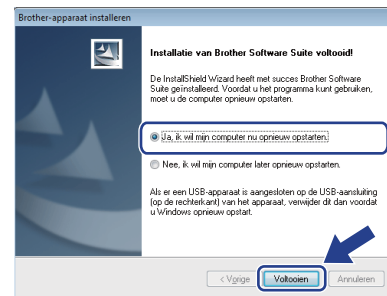 Brother-apparaat installeren
Installatie van Brother Software Suite voltooid!
De InstallShield Wizard heeft met succes Brother Software
Suite geïnstalleerd. Voordat u het programma kunt gebruiken,
moet u de computer opnieuw opstarten.
Ja, ik wil mijn computer nu opnieuw opstarten.
Nee, ik wil mijn computer later opnieuw opstarten.
Als er een USB-apparaat is aangesloten op de USB-aansluiting
(op de rechterkant) van het apparaat, verwijder dit dan voordat
u Windows opnieuw opstart.
< Vorige Voltooien Annuleren